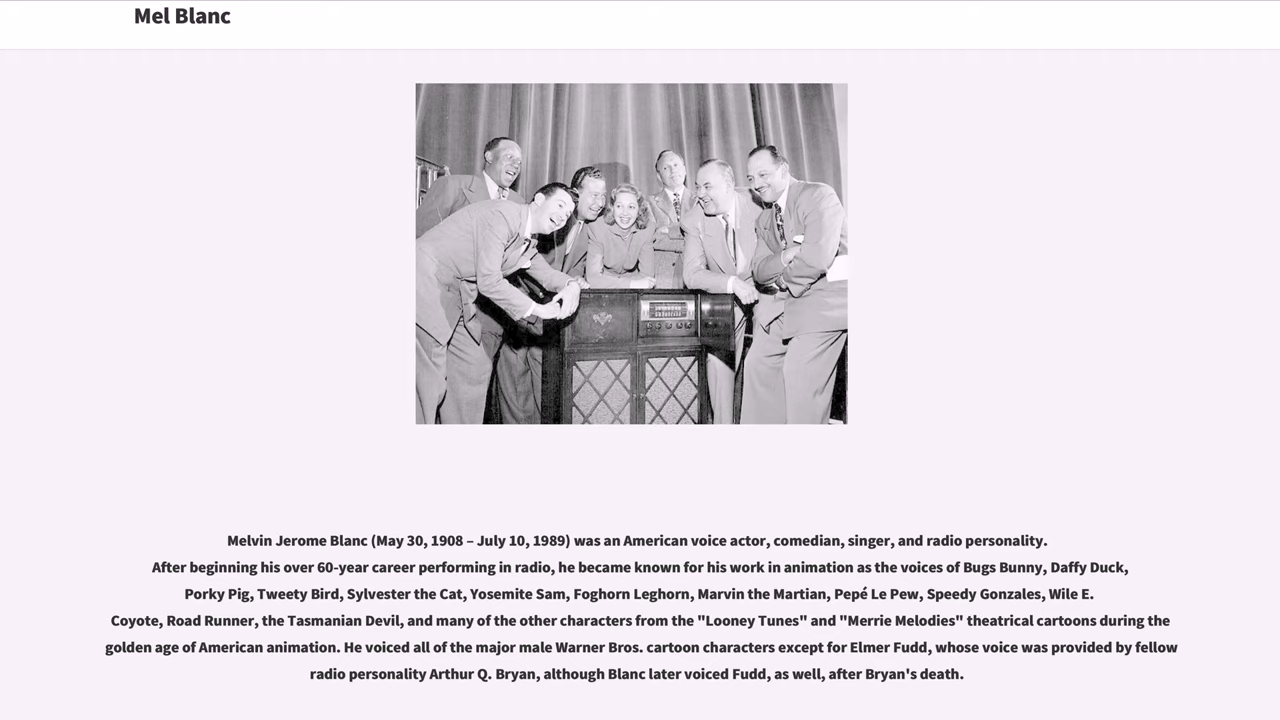 Mel Blanc
Melvin Jerome Blanc (May 30, 1908 – July 10, 1989) was an American voice actor, comedian, singer, and radio personality.
After beginning his over 60-year career performing in radio, he became known for his work in animation as the voices of Bugs Bunny, Daffy Duck,
Porky Pig, Tweety Bird, Sylvester the Cat, Yosemite Sam, Foghorn Leghorn, Marvin the Martian, Pepé Le Pew, Speedy Gonzales, Wile E.
Coyote, Road Runner, the Tasmanian Devil, and many of the other characters from the "Looney Tunes" and "Merrie Melodies" theatrical cartoons during the
golden age of American animation. He voiced all of the major male Warner Bros. cartoon characters except for Elmer Fudd, whose voice was provided by fellow
radio personality Arthur Q. Bryan, although Blanc later voiced Fudd, as well, after Bryan's death.